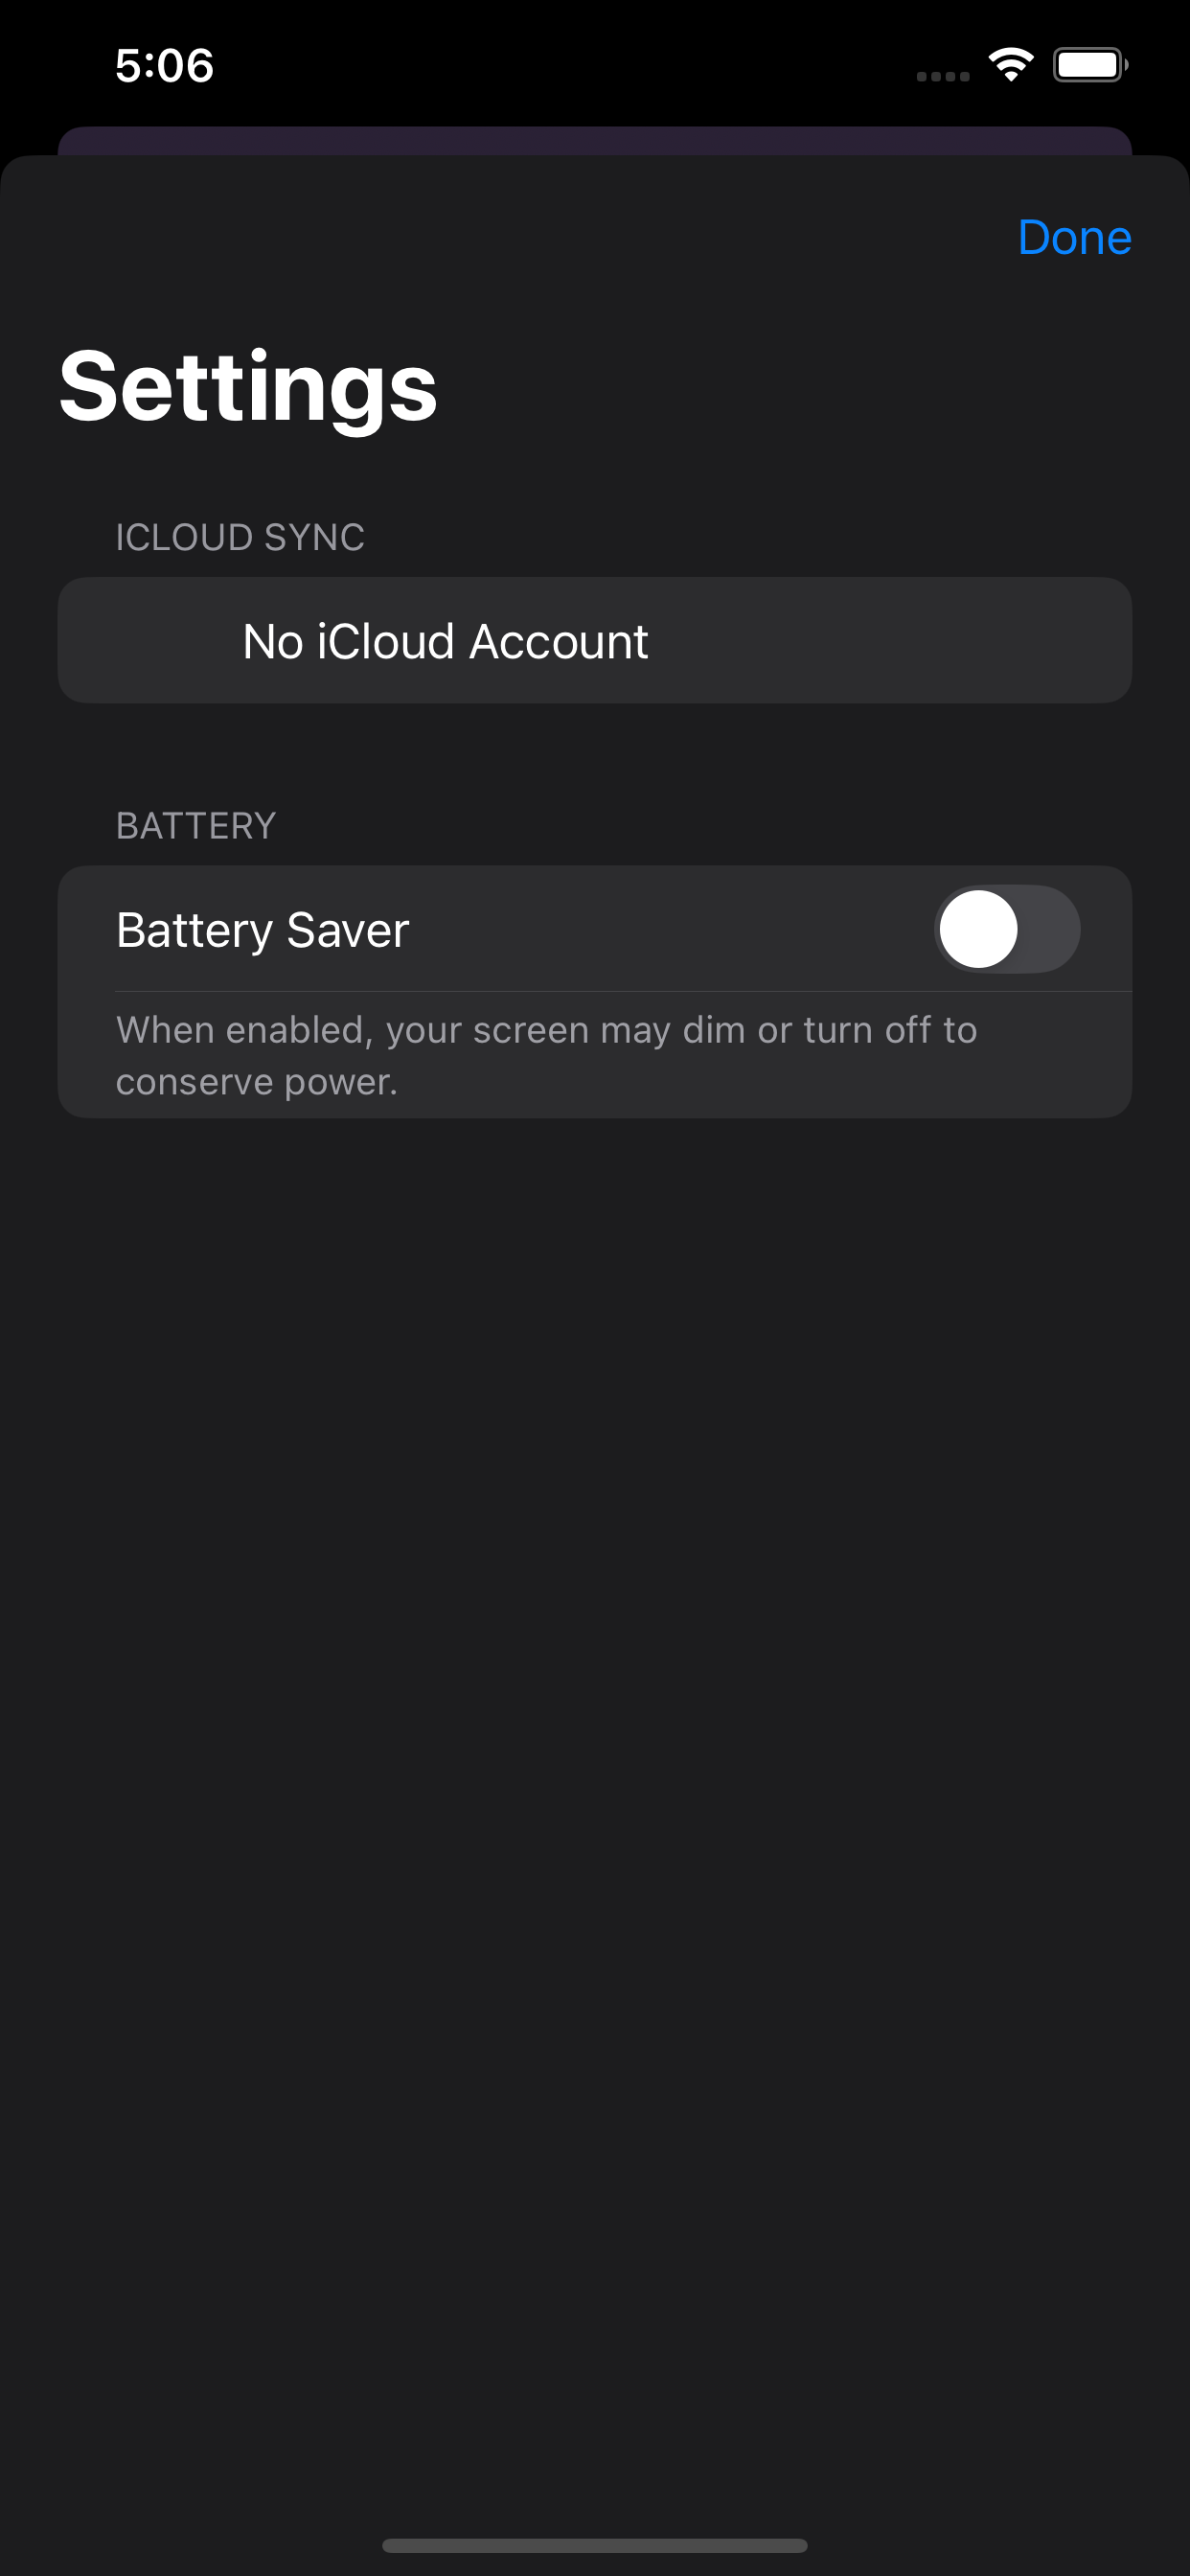 5:06
Done
Settings
ICLOUD SYNC
No iCloud Account
BATTERY
Battery Saver
When enabled, your screen may dim or turn off to
conserve power.